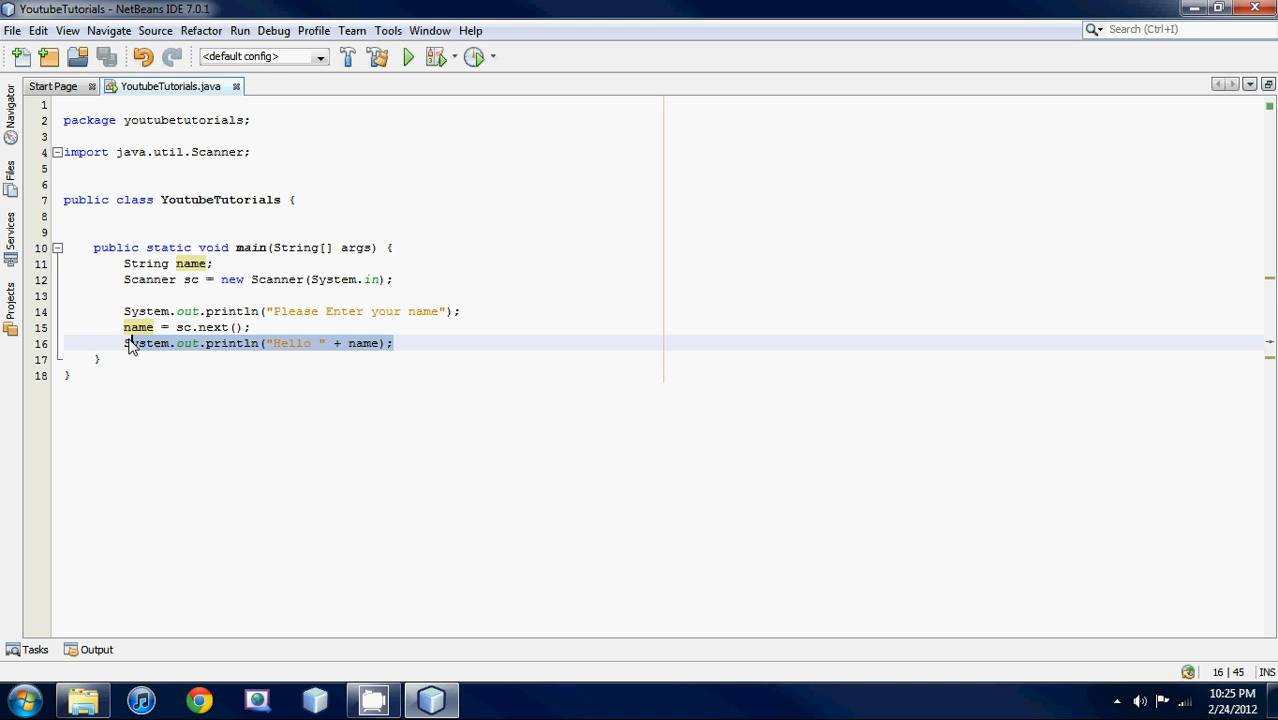 YoutubeTutorials - NetBeans IDE 7.0.1
File Edit View Navigate Source Refactor Run Debug Profile Team Tools Window Help
Search (Ctrl+I)
<default config>
Start Page YoutubeTutorials.java
Navigator
Files
Services
Projects
1
2 package youtubetutorials;
3
4 import java.util.Scanner;
5
6
7 public class YoutubeTutorials {
8
9
10 public static void main(String[] args) {
11 String name;
12 Scanner sc = new Scanner(System.in);
13
14 System.out.println("Please Enter your name");
15 name = sc.next();
16 System.out.println("Hello " + name);
17 }
18 }
Tasks Output
16 | 45 INS
10:25 PM
2/24/2012